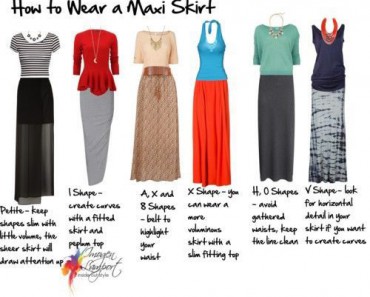 How to Wear a Maxi Skirt
Petite - keep
shapes slim with
little volume, the
sheer skirt will
draw attention up
I Shape -
create curves
with a fitted
skirt and
peplum top
A, X and
8 Shapes
- belt to
highlight
your
waist
X Shape - you
can wear a
more
voluminous
skirt with a
slim fitting top
H, O Shapes
- avoid
gathered
waists, keep
the line clean
V Shape - look
for horizontal
detail in your
skirt if you want
to create curves
Imogen
Lamport